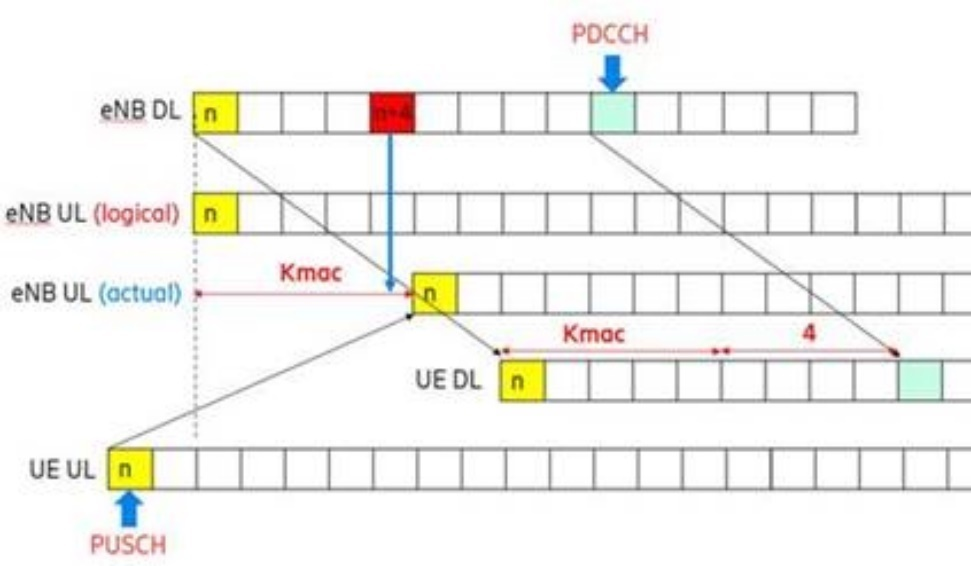 PDCCH
eNB DL n n+4
eNB UL (logical) n
Kmac
eNB UL (actual) n
Kmac 4
UE DL n
UE UL n
PUSCH